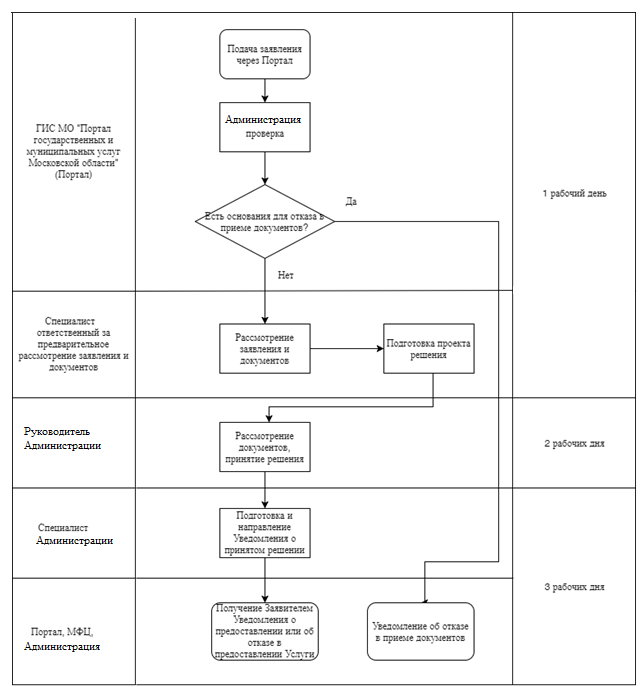 Подача заявления
через Портал
Администрация
проверка
ГИС МО "Портал
государственных и
муниципальных услуг
Московской области"
(Портал)
1 рабочий день
Да
Есть основания для отказа в
приеме документов?
Нет
Специалист
ответственный за
предварительное
рассмотрение заявления и
документов
Рассмотрение
заявления и
документов
Подготовка проекта
решения
Руководитель
Администрации
Рассмотрение
документов,
принятие решения
2 рабочих дня
Специалист
Администрации
Подготовка и
направление
Уведомления о
принятом решении
3 рабочих дня
Портал, МФЦ,
Администрация
Получение Заявителем
Уведомления о
предоставлении или об
отказе в
предоставлении Услуги
Уведомление об отказе
в приеме документов